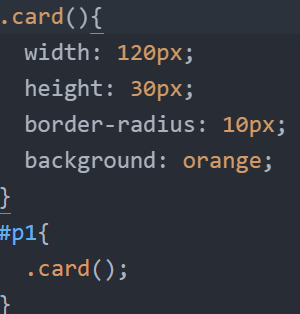 .card(){
width: 120px;
height: 30px;
border-radius: 10px;
background: orange;
}
#p1{
.card();
}